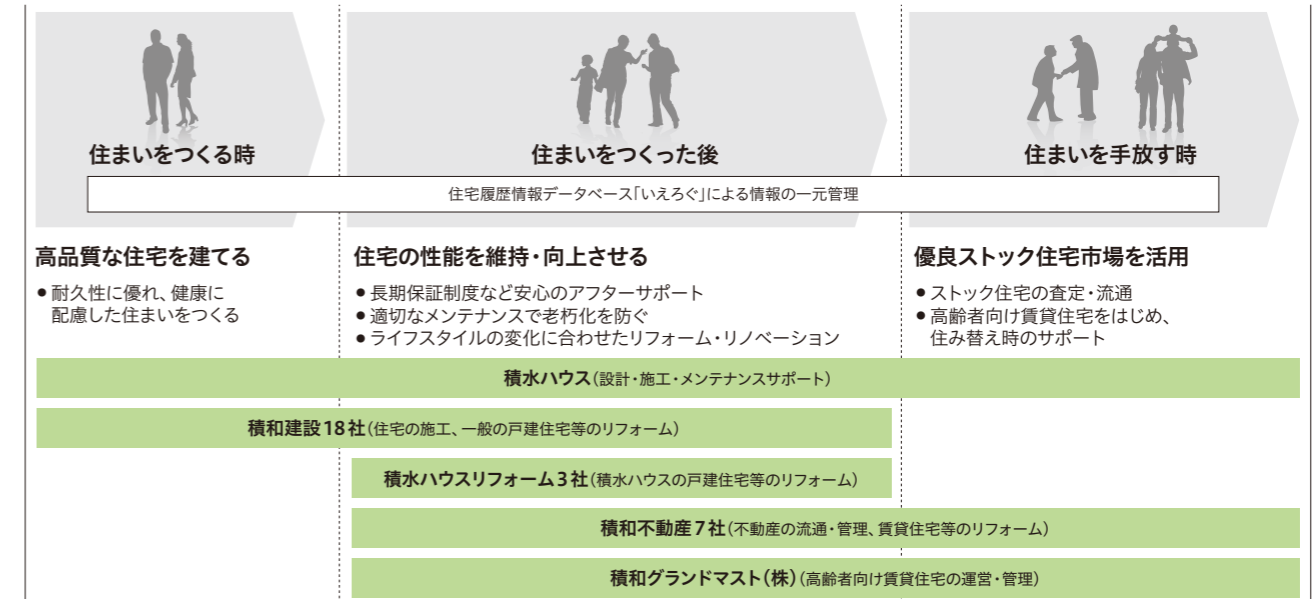 住まいをつくる時
住まいをつくった後
住まいを手放す時
住宅履歴情報データベース「いえろぐ」による情報の一元管理
高品質な住宅を建てる
●耐久性に優れ、健康に
配慮した住まいをつくる
住宅の性能を維持・向上させる
●長期保証制度など安心のアフターサポート
●適切なメンテナンスで老朽化を防ぐ
●ライフスタイルの変化に合わせたリフォーム・リノベーション
優良ストック住宅市場を活用
●ストック住宅の査定・流通
●高齢者向け賃貸住宅をはじめ、
住み替え時のサポート
積水ハウス（設計・施工・メンテナンスサポート）
積和建設18社（住宅の施工、一般の戸建住宅等のリフォーム）
積水ハウスリフォーム3社（積水ハウスの戸建住宅等のリフォーム）
積和不動産7社（不動産の流通・管理、賃貸住宅等のリフォーム）
積和グランドマスト（株）（高齢者向け賃貸住宅の運営・管理）